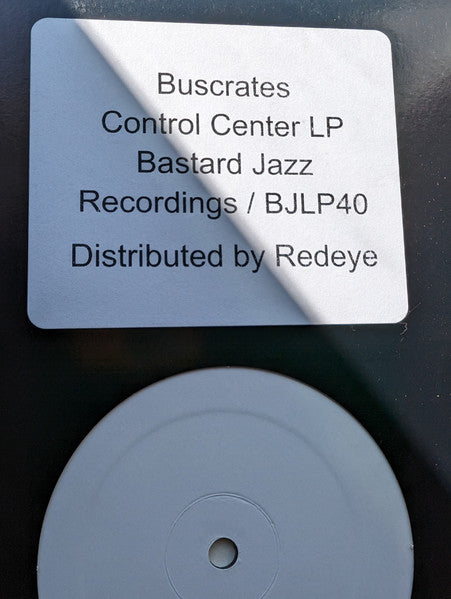 Buscrates
Control Center LP
Bastard Jazz
Recordings / BJLP40
Distributed by Redeye